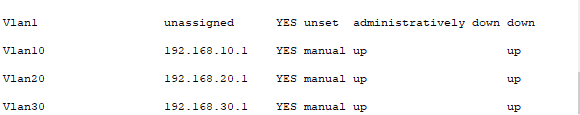 Vlan1 unassigned YES unset administratively down down
Vlan10 192.168.10.1 YES manual up up
Vlan20 192.168.20.1 YES manual up up
Vlan30 192.168.30.1 YES manual up up